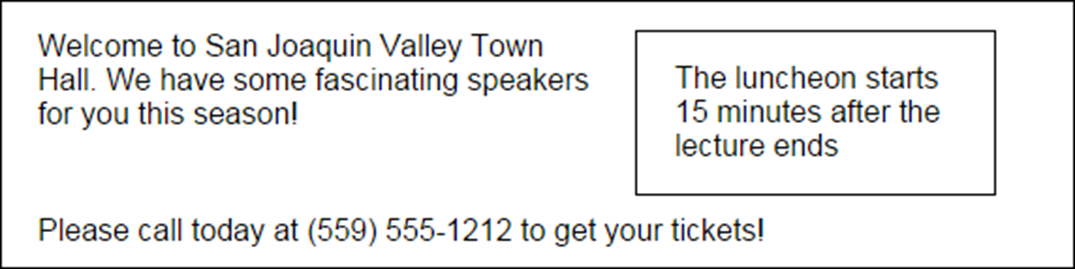 Welcome to San Joaquin Valley Town
Hall. We have some fascinating speakers
for you this season!
The luncheon starts
15 minutes after the
lecture ends
Please call today at (559) 555-1212 to get your tickets!